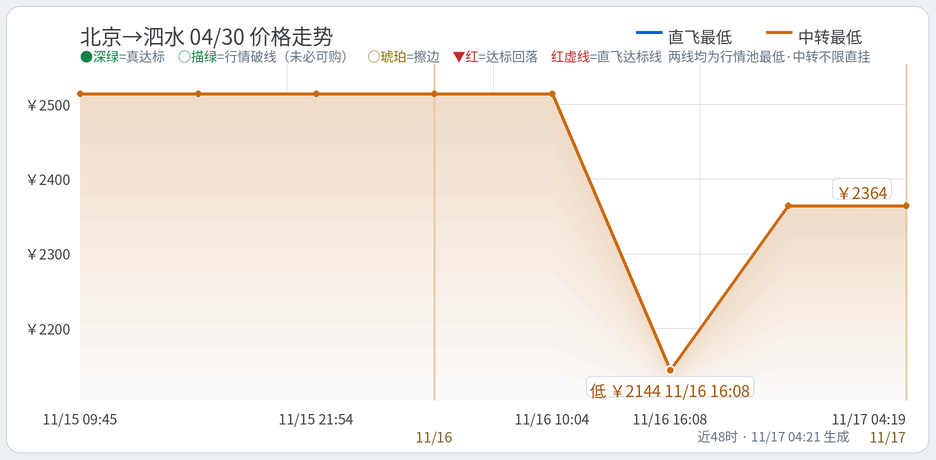 北京→泗水 04/30 价格走势
直飞最低 中转最低
●深绿=真达标 ○描绿=行情破线（未必可购） ○琥珀=擦边 ▼红=达标回落 红虚线=直飞达标线 两线均为行情池最低·中转不限直挂
￥2500
￥2400
￥2300
￥2200
￥2364
低 ￥2144 11/16 16:08
11/15 09:45 11/15 21:54 11/16 10:04 11/16 16:08 11/17 04:19
11/16 近48时 · 11/17 04:21 生成 11/17